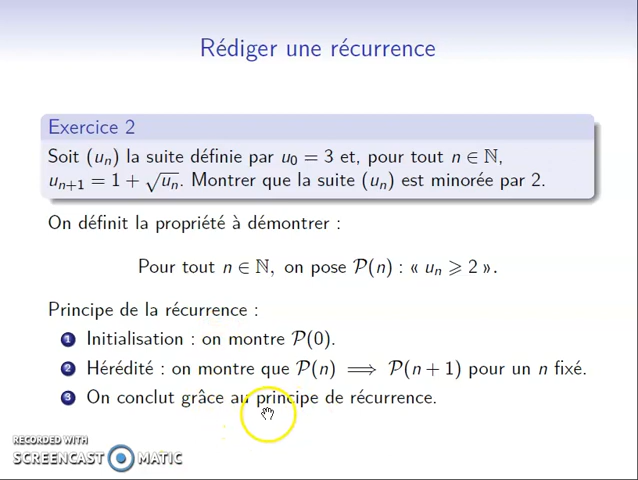 Rédiger une récurrence
Exercice 2
Soit (uₙ) la suite définie par u₀ = 3 et, pour tout n ∈ ℕ,
uₙ₊₁ = 1 + √uₙ. Montrer que la suite (uₙ) est minorée par 2.
On définit la propriété à démontrer :
Pour tout n ∈ ℕ, on pose 𝒫(n) : « uₙ ⩾ 2 ».
Principe de la récurrence :
1 Initialisation : on montre 𝒫(0).
2 Hérédité : on montre que 𝒫(n) ⟹ 𝒫(n + 1) pour un n fixé.
3 On conclut grâce au principe de récurrence.
RECORDED WITH
SCREENCAST MATIC